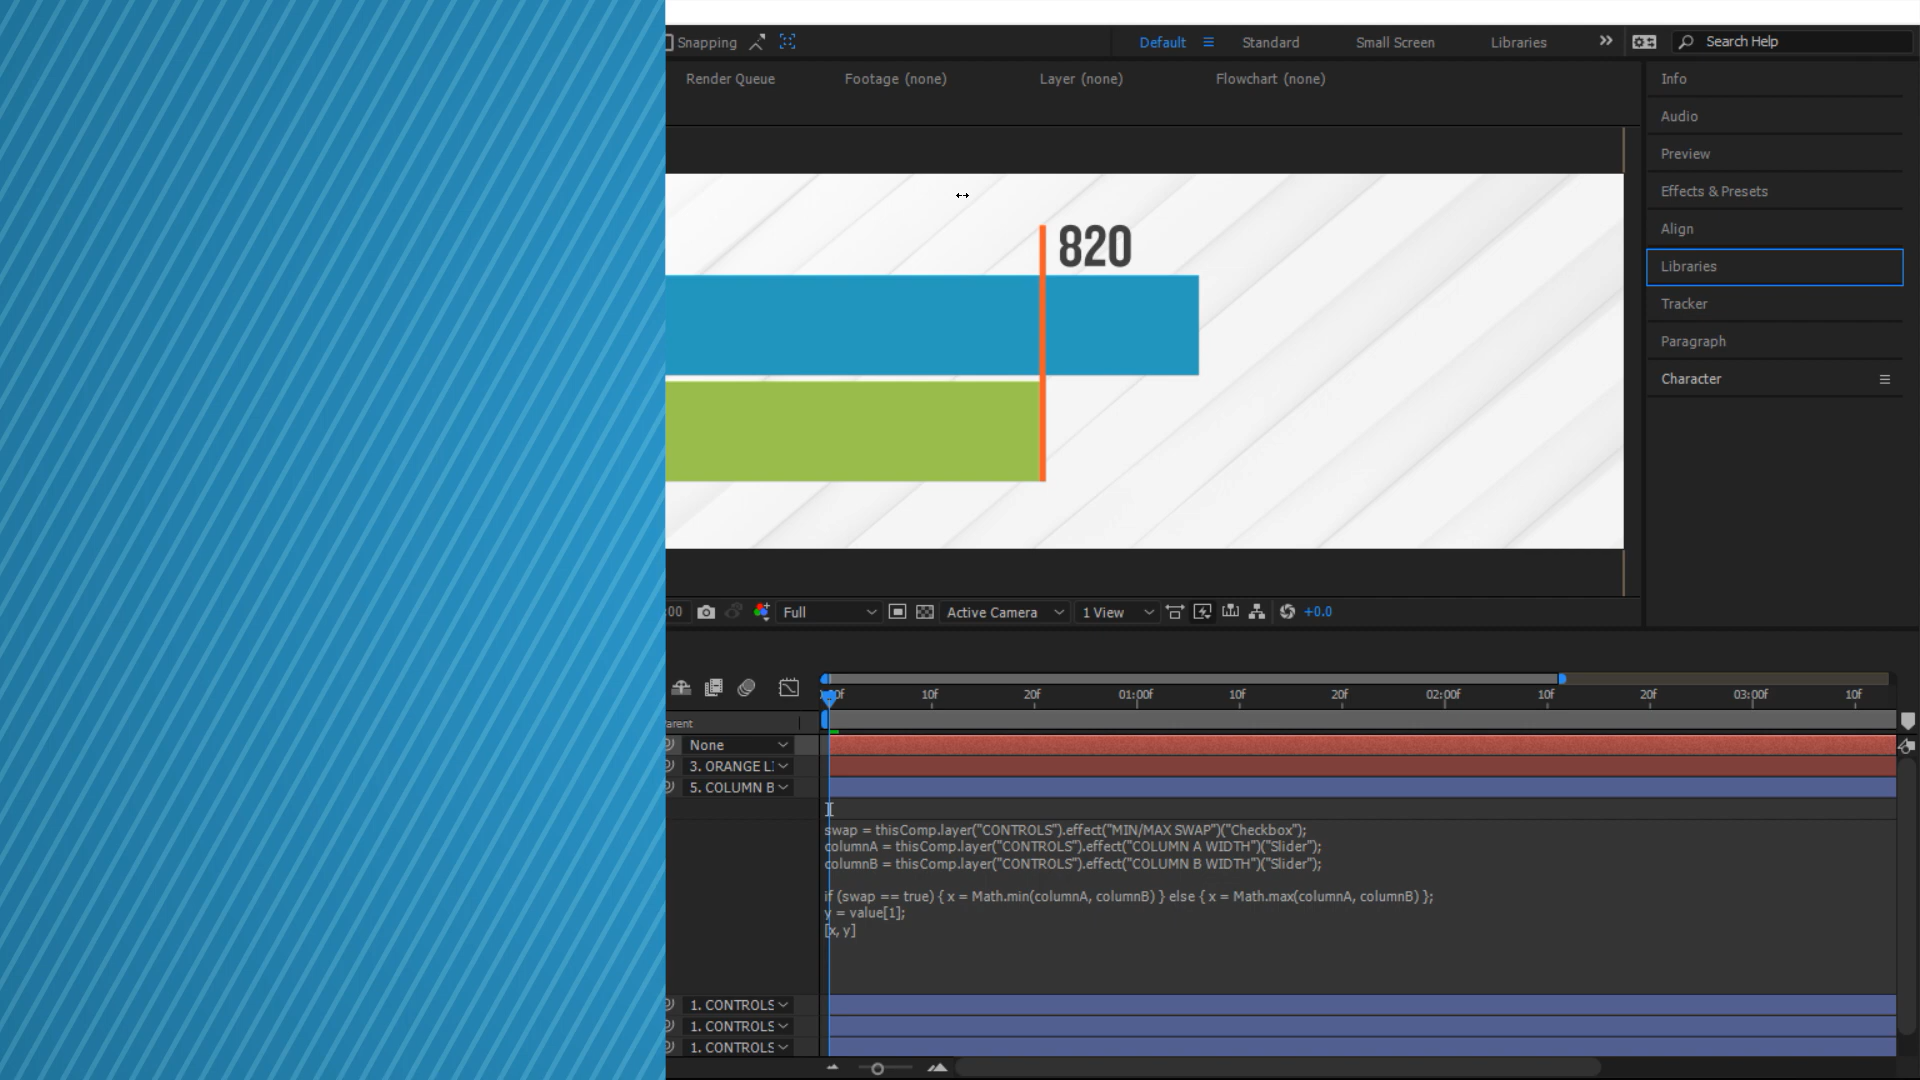 Snapping
Default
Standard
Small Screen
Libraries
Search Help
Render Queue
Footage (none)
Layer (none)
Flowchart (none)
Info
Audio
Preview
Effects & Presets
Align
Libraries
Tracker
Paragraph
Character
820
:00
Full
Active Camera
1 View
+0.0
10f
20f
01:00f
10f
20f
02:00f
10f
20f
03:00f
10f
None
3. ORANGE LI
5. COLUMN B
swap = thisComp.layer("CONTROLS").effect("MIN/MAX SWAP")("Checkbox");
columnA = thisComp.layer("CONTROLS").effect("COLUMN A WIDTH")("Slider");
columnB = thisComp.layer("CONTROLS").effect("COLUMN B WIDTH")("Slider");
if (swap == true) { x = Math.min(columnA, columnB) } else { x = Math.max(columnA, columnB) };
y = value[1];
[x, y]
1. CONTROLS
1. CONTROLS
1. CONTROLS